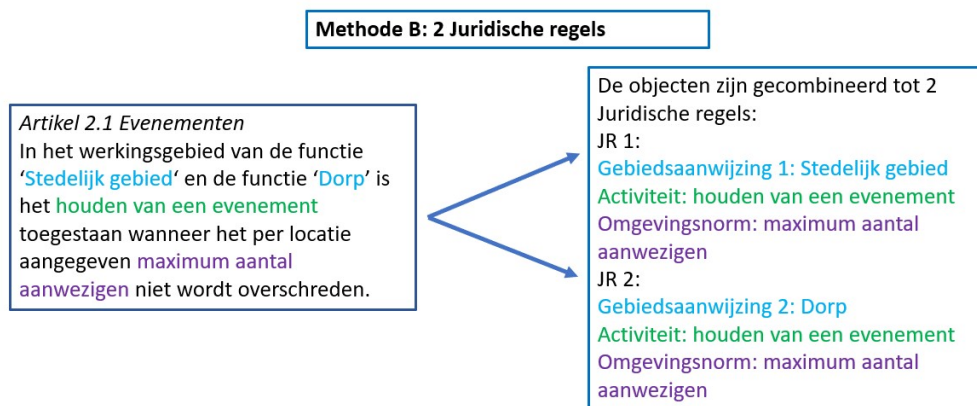 Methode B: 2 Juridische regels
Artikel 2.1 Evenementen
In het werkingsgebied van de functie
‘Stedelijk gebied‘ en de functie ‘Dorp’ is
het houden van een evenement
toegestaan wanneer het per locatie
aangegeven maximum aantal
aanwezigen niet wordt overschreden.
De objecten zijn gecombineerd tot 2
Juridische regels:
JR 1:
Gebiedsaanwijzing 1: Stedelijk gebied
Activiteit: houden van een evenement
Omgevingsnorm: maximum aantal
aanwezigen
JR 2:
Gebiedsaanwijzing 2: Dorp
Activiteit: houden van een evenement
Omgevingsnorm: maximum aantal
aanwezigen